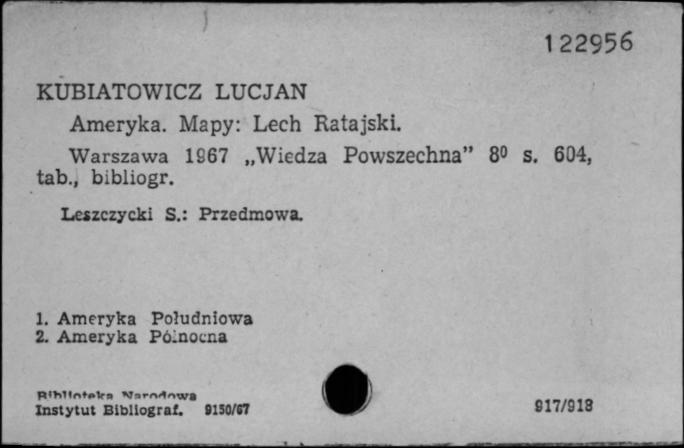 122956
KUBIATOWICZ LUCJAN
Ameryka. Mapy: Lech Ratajski.
Warszawa 1967 „Wiedza Powszechna” 8⁰ s. 604,
tab., bibliogr.
Leszczycki S.: Przedmowa.
1. Ameryka Południowa
2. Ameryka Północna
Biblioteka Narodowa
Instytut Bibliograf. 9150/67
917/918